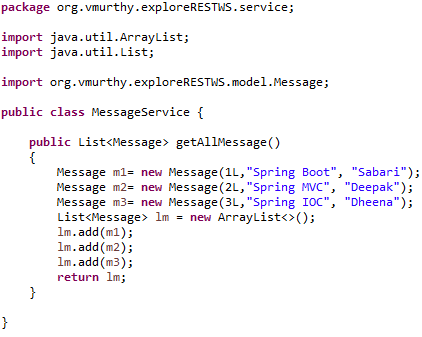 package org.vmurthy.exploreRESTWS.service;
import java.util.ArrayList;
import java.util.List;
import org.vmurthy.exploreRESTWS.model.Message;
public class MessageService {
public List<Message> getAllMessage()
{
Message m1= new Message(1L,"Spring Boot", "Sabari");
Message m2= new Message(2L,"Spring MVC", "Deepak");
Message m3= new Message(3L,"Spring IOC", "Dheena");
List<Message> lm = new ArrayList<>();
lm.add(m1);
lm.add(m2);
lm.add(m3);
return lm;
}
}